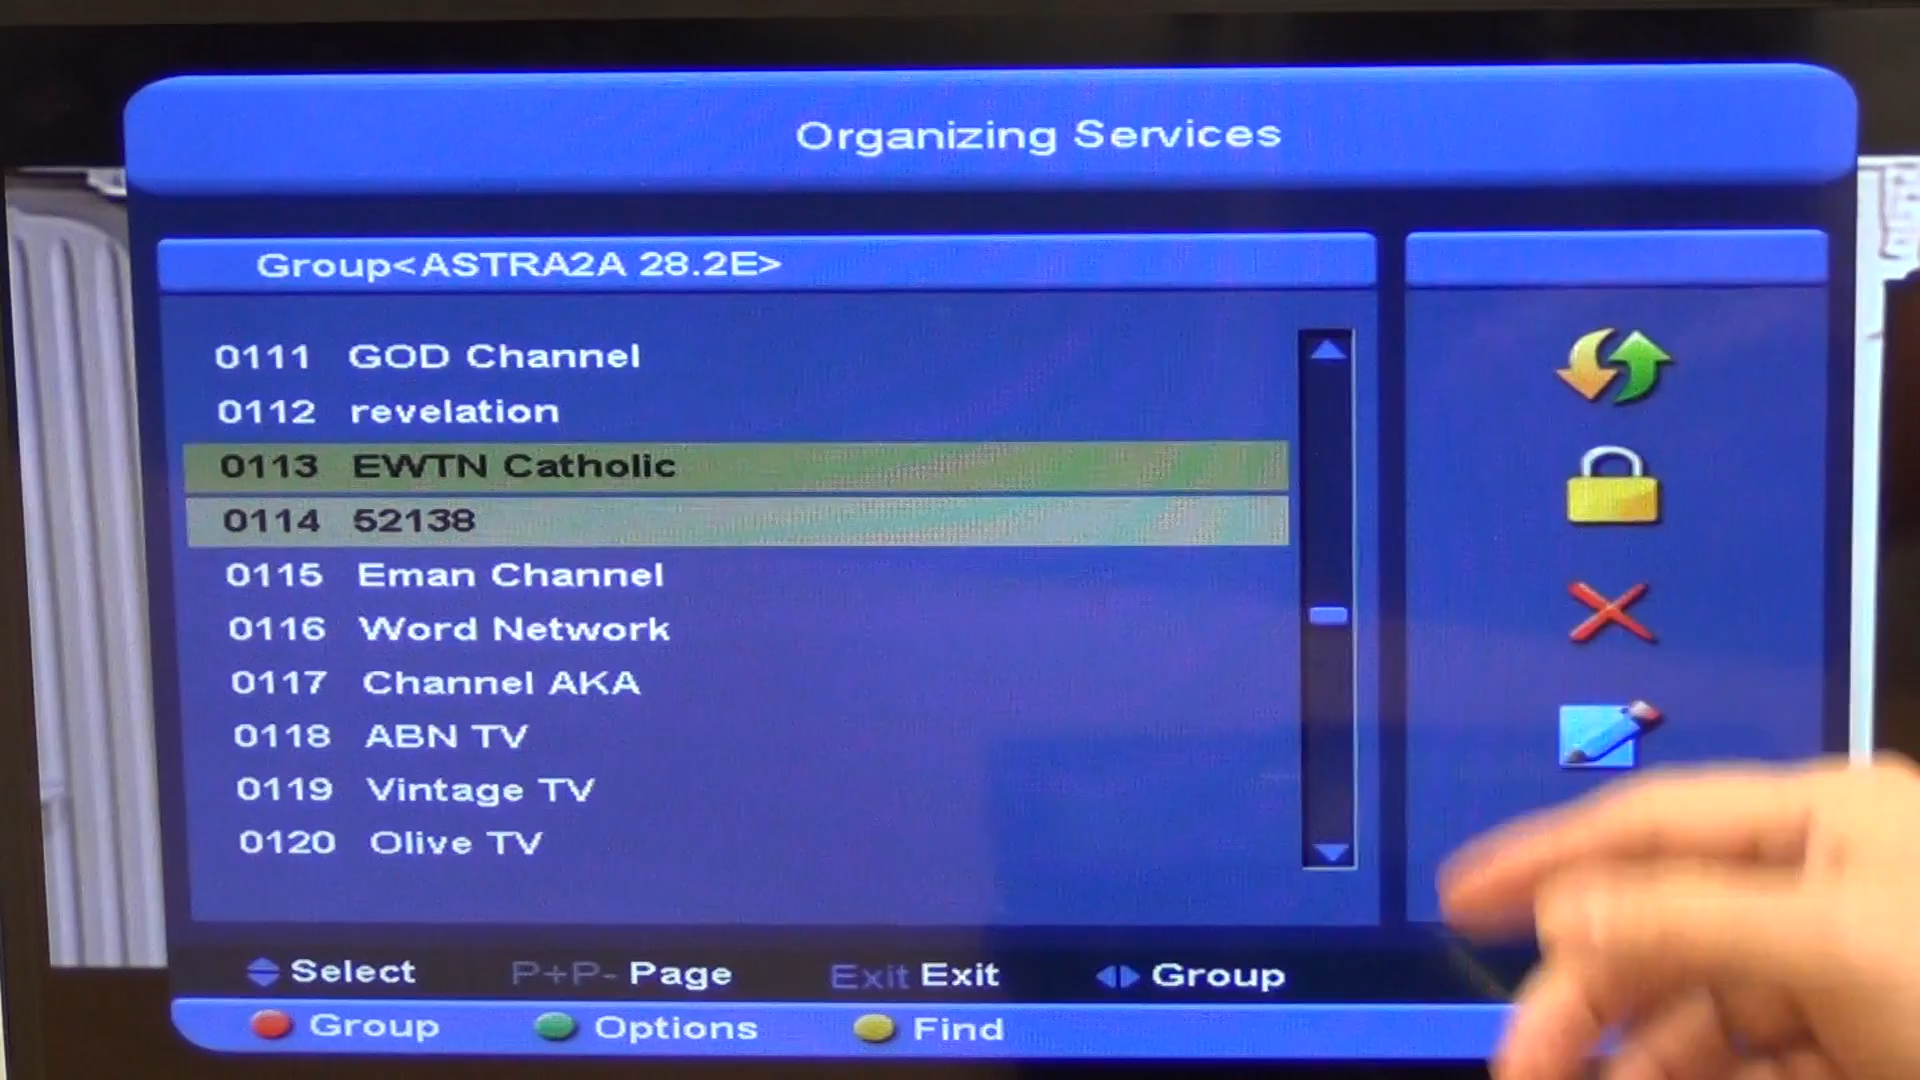 Organizing Services
Group<ASTRA2A 28.2E>
0111 GOD Channel
0112 revelation
0113 EWTN Catholic
0114 52138
0115 Eman Channel
0116 Word Network
0117 Channel AKA
0118 ABN TV
0119 Vintage TV
0120 Olive TV
Select P+P- Page Exit Exit Group
Group Options Find